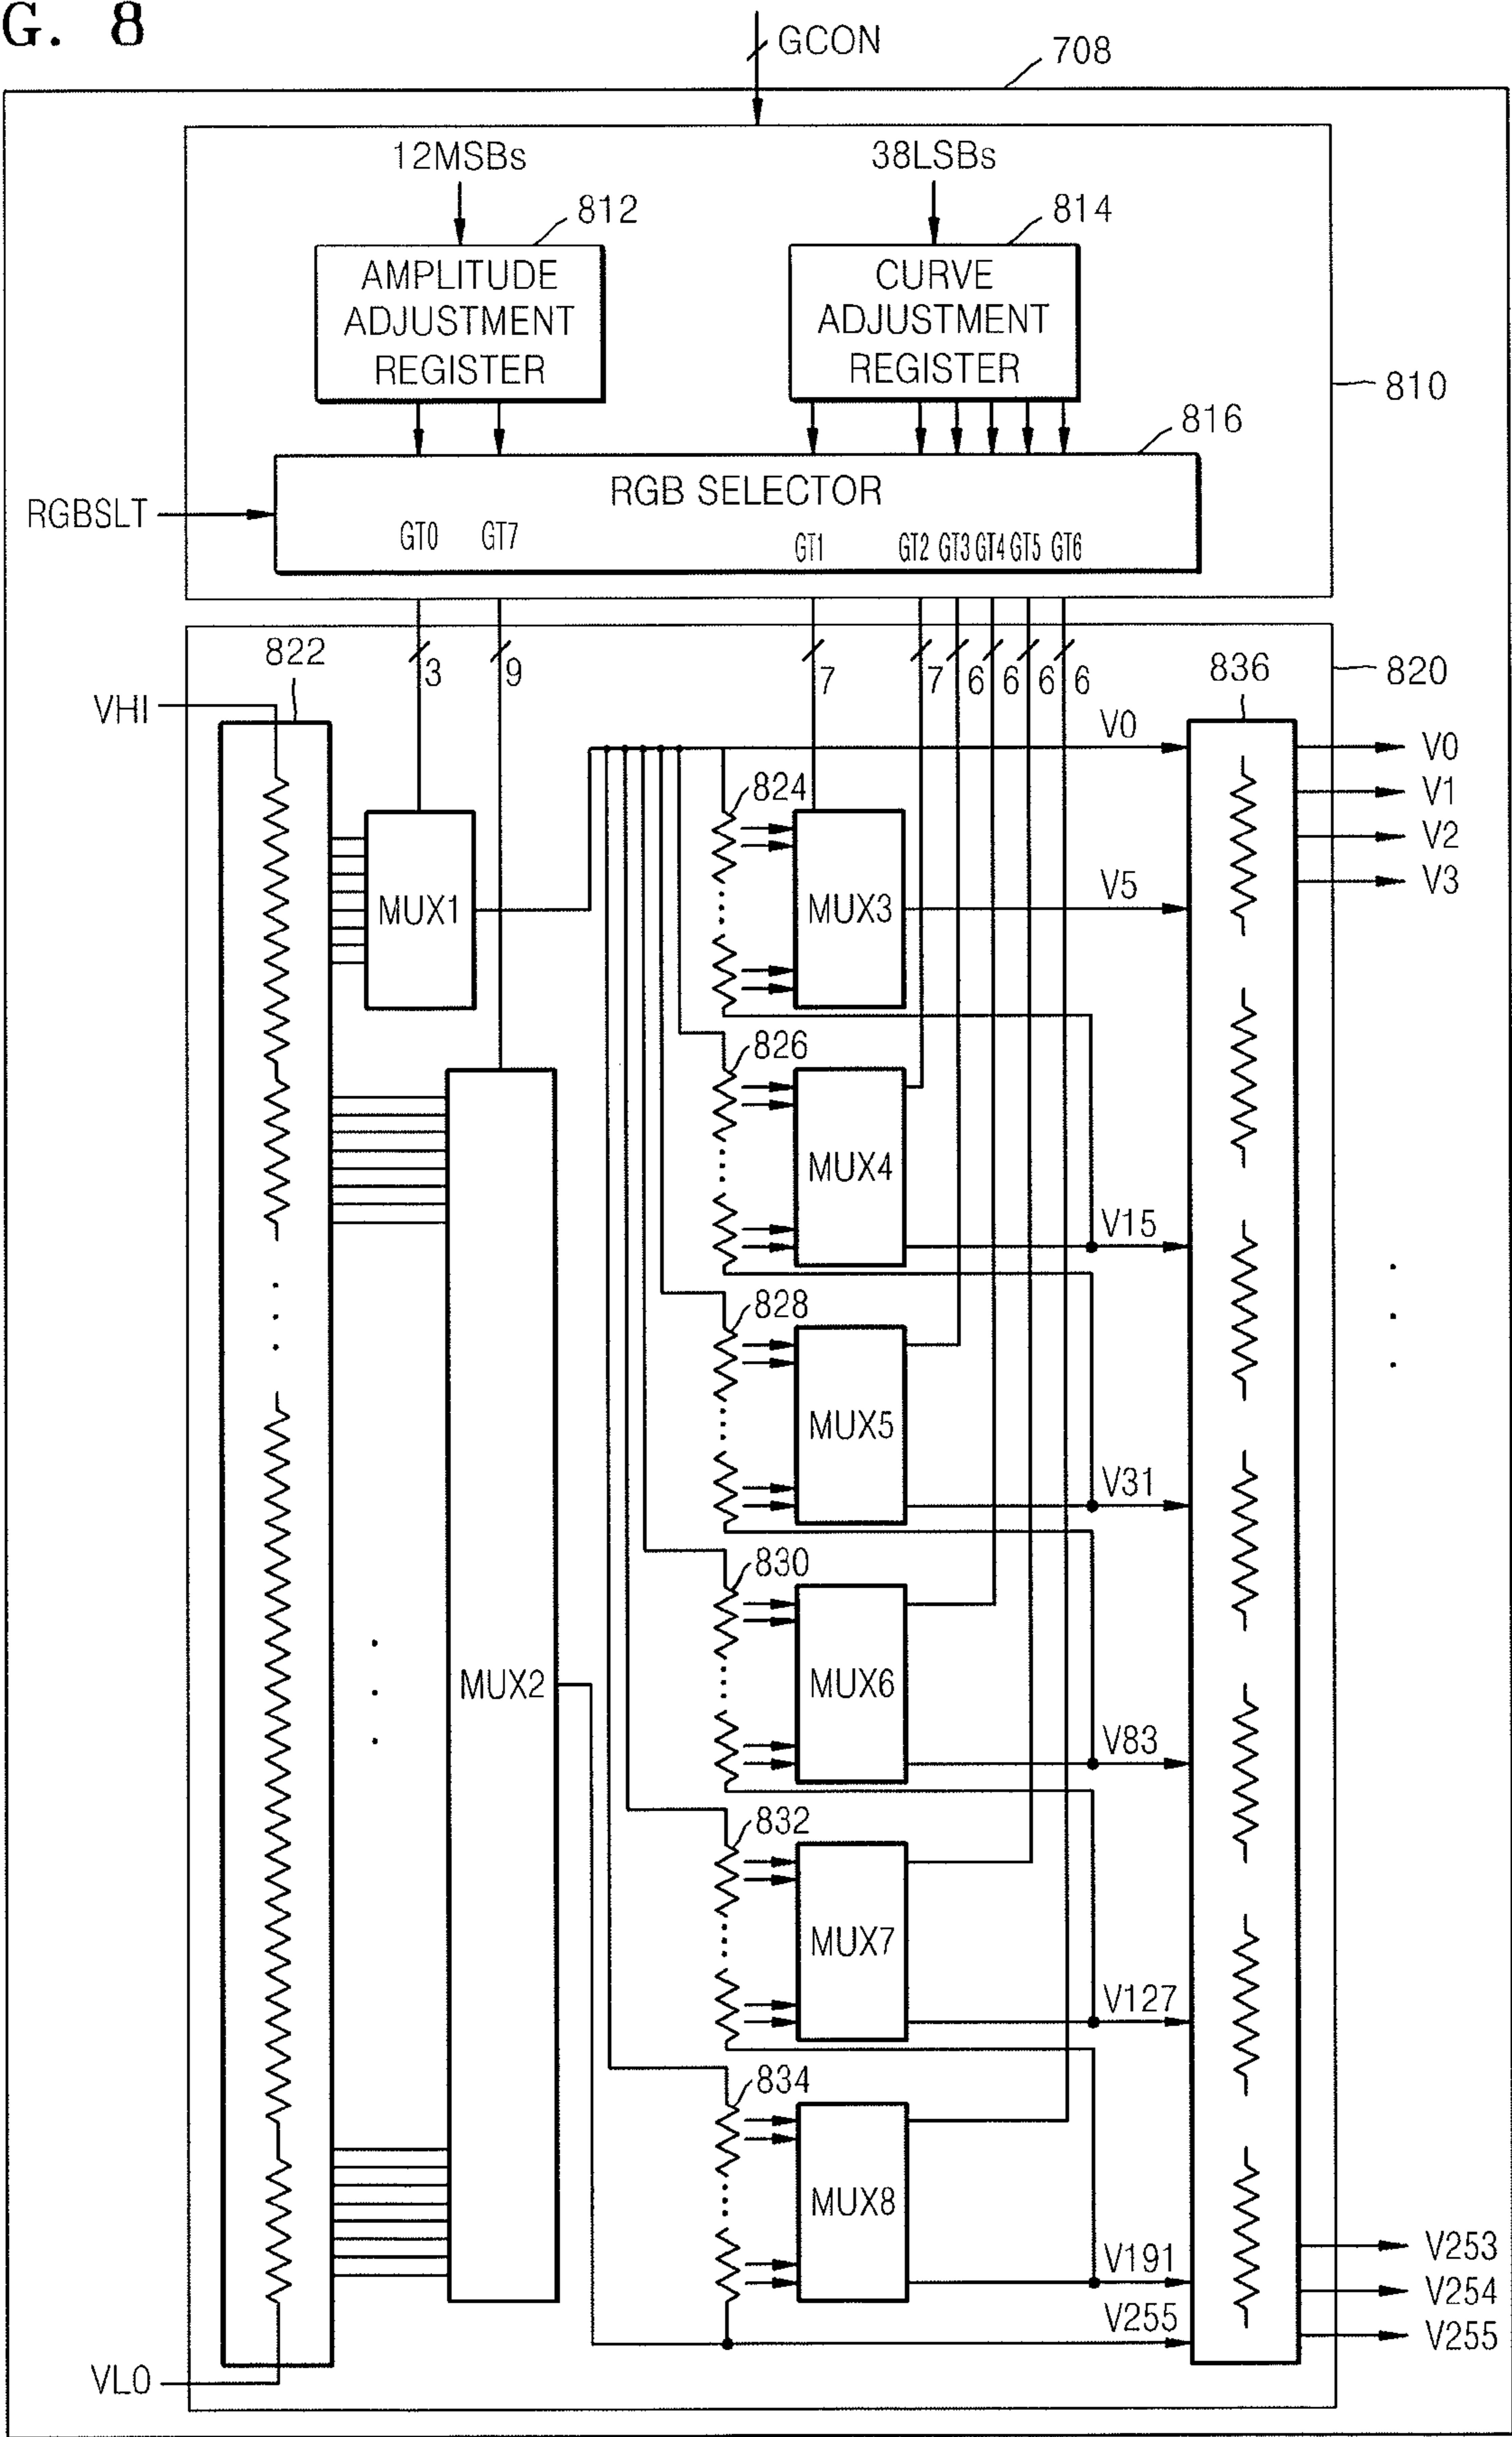 G. 8
GCON
708
12MSBs
38LSBs
812
814
AMPLITUDE
ADJUSTMENT
REGISTER
CURVE
ADJUSTMENT
REGISTER
810
816
RGB SELECTOR
RGBSLT
GT0 GT7 GT1 GT2 GT3 GT4 GT5 GT6
822
3 9 7 7 6 6 6 6
820
836
VHI
V0
V0
824
V1
V2
V3
MUX1
MUX3
V5
826
MUX4
V15
828
MUX5
V31
830
MUX2
MUX6
V83
832
MUX7
V127
834
MUX8
V191
V253
V254
V255
V255
VLO